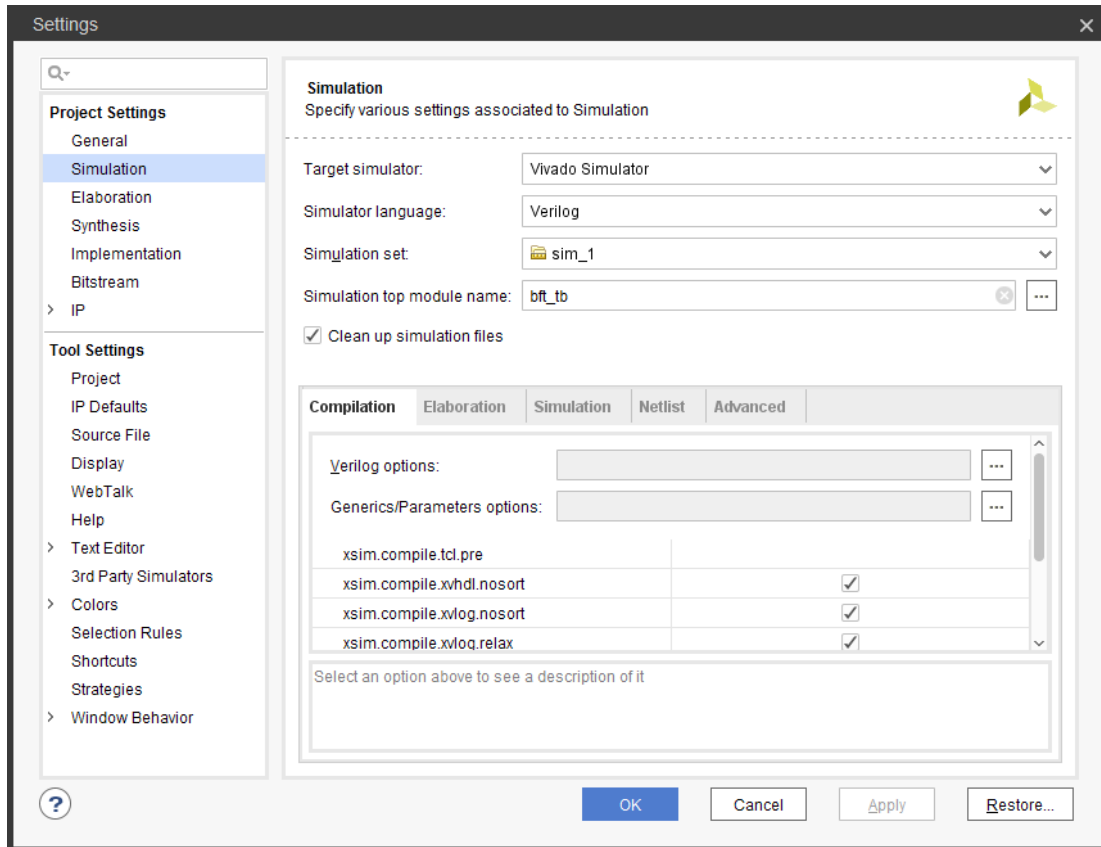 Settings
Project Settings
General
Simulation
Elaboration
Synthesis
Implementation
Bitstream
IP
Tool Settings
Project
IP Defaults
Source File
Display
WebTalk
Help
Text Editor
3rd Party Simulators
Colors
Selection Rules
Shortcuts
Strategies
Window Behavior
Simulation
Specify various settings associated to Simulation
Target simulator: Vivado Simulator
Simulator language: Verilog
Simulation set: sim_1
Simulation top module name: bft_tb ...
Clean up simulation files
Compilation Elaboration Simulation Netlist Advanced
Verilog options: ...
Generics/Parameters options: ...
xsim.compile.tcl.pre
xsim.compile.xvhdl.nosort
xsim.compile.xvlog.nosort
xsim.compile.xvlog.relax
Select an option above to see a description of it
? OK Cancel Apply Restore...